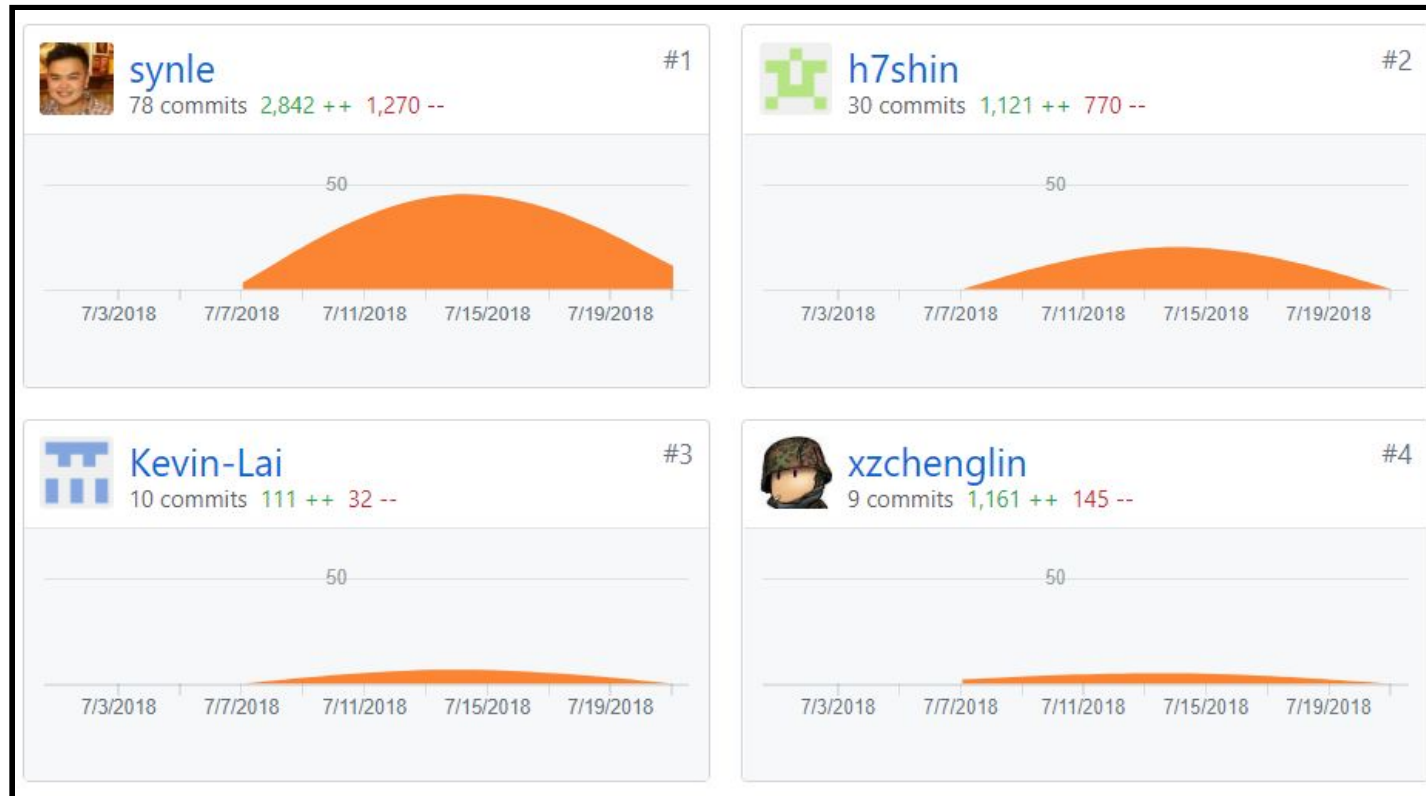 synle
#1
78 commits 2,842 ++ 1,270 --
50
7/3/2018 7/7/2018 7/11/2018 7/15/2018 7/19/2018
h7shin
#2
30 commits 1,121 ++ 770 --
50
7/3/2018 7/7/2018 7/11/2018 7/15/2018 7/19/2018
Kevin-Lai
#3
10 commits 111 ++ 32 --
50
7/3/2018 7/7/2018 7/11/2018 7/15/2018 7/19/2018
xzchenglin
#4
9 commits 1,161 ++ 145 --
50
7/3/2018 7/7/2018 7/11/2018 7/15/2018 7/19/2018